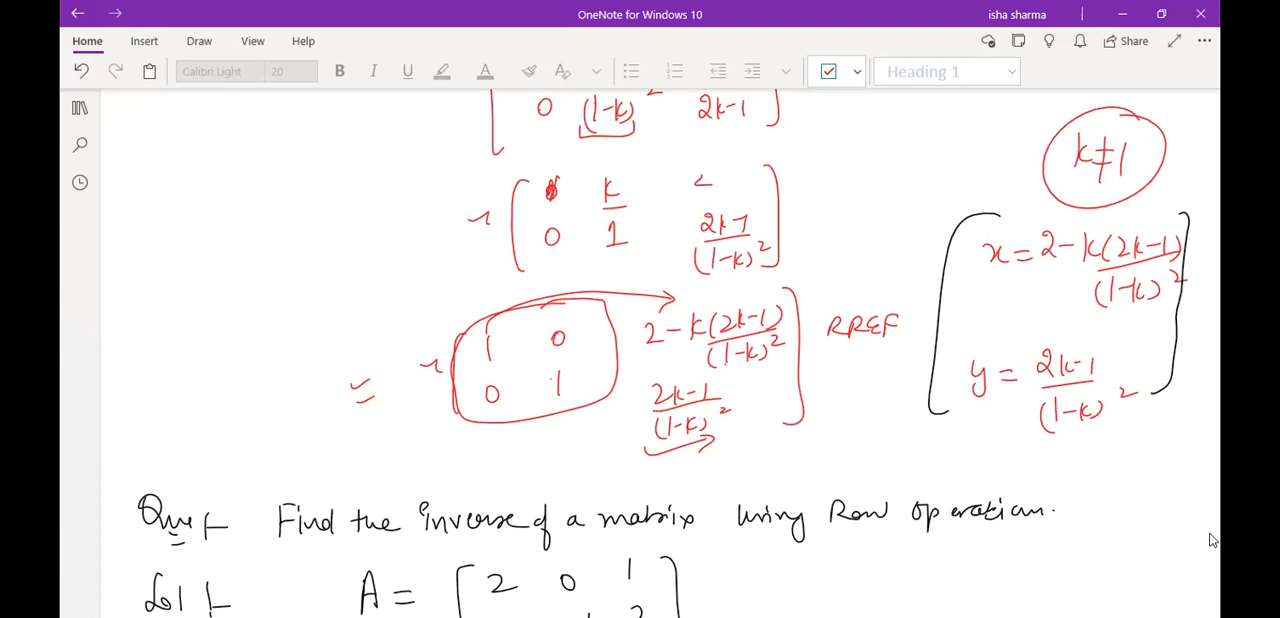 OneNote for Windows 10
isha sharma
Home Insert Draw View Help
Share
Calibri Light 20
B I U A
Heading 1
0 (1-k)² 2k-1
k≠1
k
0 1 2k-1/(1-k)²
x = 2 - k(2k-1)/(1-k)²
1 0 2 - k(2k-1)/(1-k)² RREF
0 1 2k-1/(1-k)²
y = 2k-1/(1-k)²
Find the inverse of a matrix using Row operation.
A = [ 2 0 1